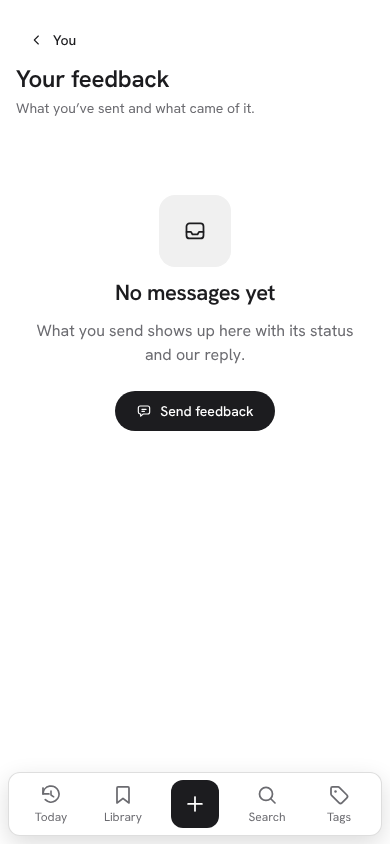 You
Your feedback
What you’ve sent and what came of it.
No messages yet
What you send shows up here with its status
and our reply.
Send feedback
Today
Library
Search
Tags